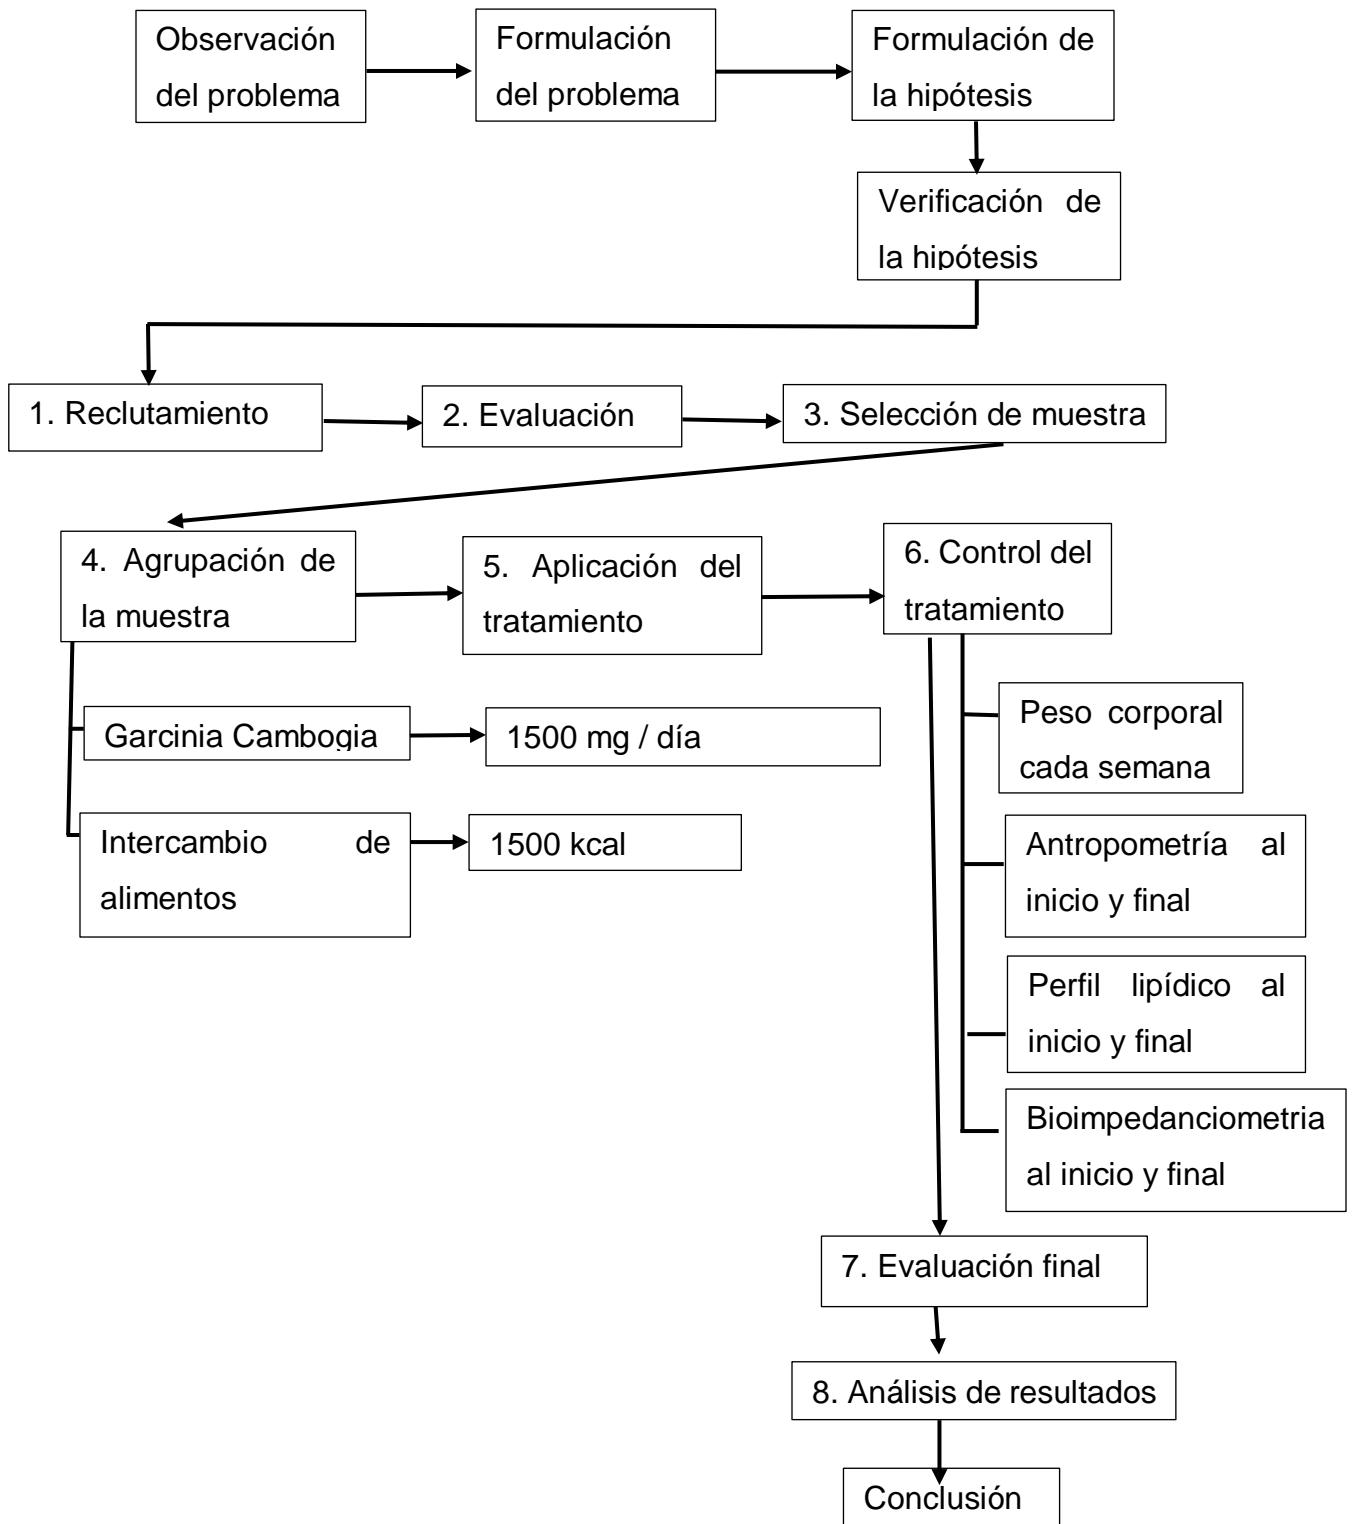 Observación
del problema
Formulación
del problema
Formulación de
la hipótesis
Verificación de
la hipótesis
1. Reclutamiento
2. Evaluación
3. Selección de muestra
4. Agrupación de
la muestra
5. Aplicación del
tratamiento
6. Control del
tratamiento
Garcinia Cambogia
1500 mg / día
Intercambio de
alimentos
1500 kcal
Peso corporal
cada semana
Antropometría al
inicio y final
Perfil lipídico al
inicio y final
Bioimpedanciometria
al inicio y final
7. Evaluación final
8. Análisis de resultados
Conclusión